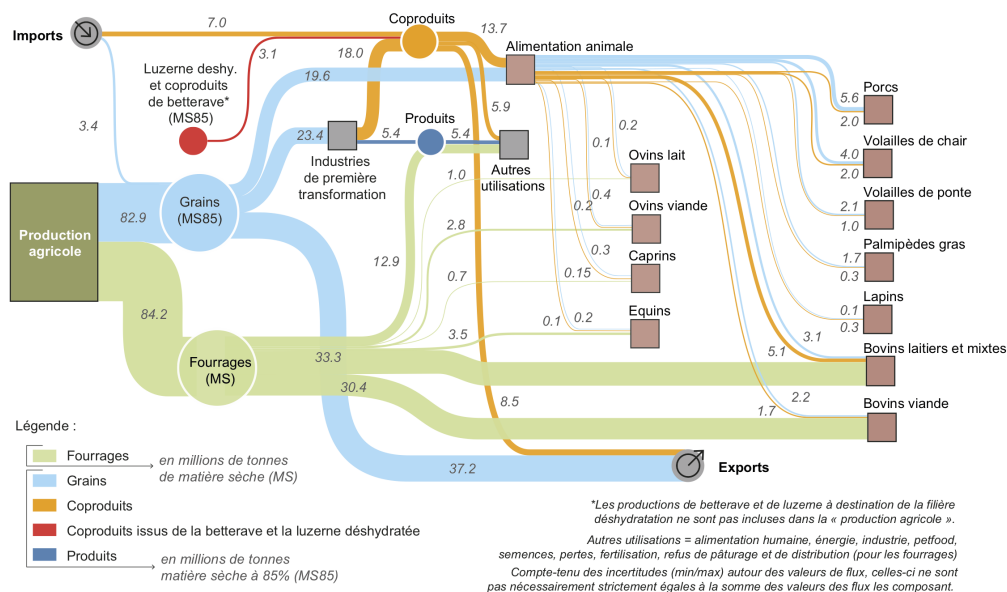 Imports
7.0
Coproduits
13.7
Alimentation animale
3.1
18.0
Luzerne deshy.
et coproduits
de betterave*
(MS85)
19.6
3.4
5.9
Produits
5.6
2.0
Porcs
23.4
5.4
5.4
0.2
0.1
4.0
2.0
Volailles de chair
Industries
de première
transformation
Autres
utilisations
Ovins lait
1.0
0.4
0.2
2.1
1.0
Volailles de ponte
Production
agricole
82.9
Grains
(MS85)
2.8
Ovins viande
12.9
0.3
0.15
Caprins
1.7
0.3
Palmipèdes gras
0.7
84.2
0.1
0.2
Equins
0.1
0.3
Lapins
3.5
3.1
5.1
Bovins laitiers et mixtes
Fourrages
(MS)
33.3
30.4
8.5
2.2
1.7
Bovins viande
37.2
Exports
Légende :
Fourrages
en millions de tonnes
de matière sèche (MS)
Grains
Coproduits
Coproduits issus de la betterave et la luzerne déshydratée
Produits
en millions de tonnes
matière sèche à 85% (MS85)
*Les productions de betterave et de luzerne à destination de la filière
déshydratation ne sont pas incluses dans la « production agricole ».
Autres utilisations = alimentation humaine, énergie, industrie, petfood,
semences, pertes, fertilisation, refus de pâturage et de distribution (pour les fourrages)
Compte-tenu des incertitudes (min/max) autour des valeurs de flux, celles-ci ne sont
pas nécessairement strictement égales à la somme des valeurs des flux les composant.